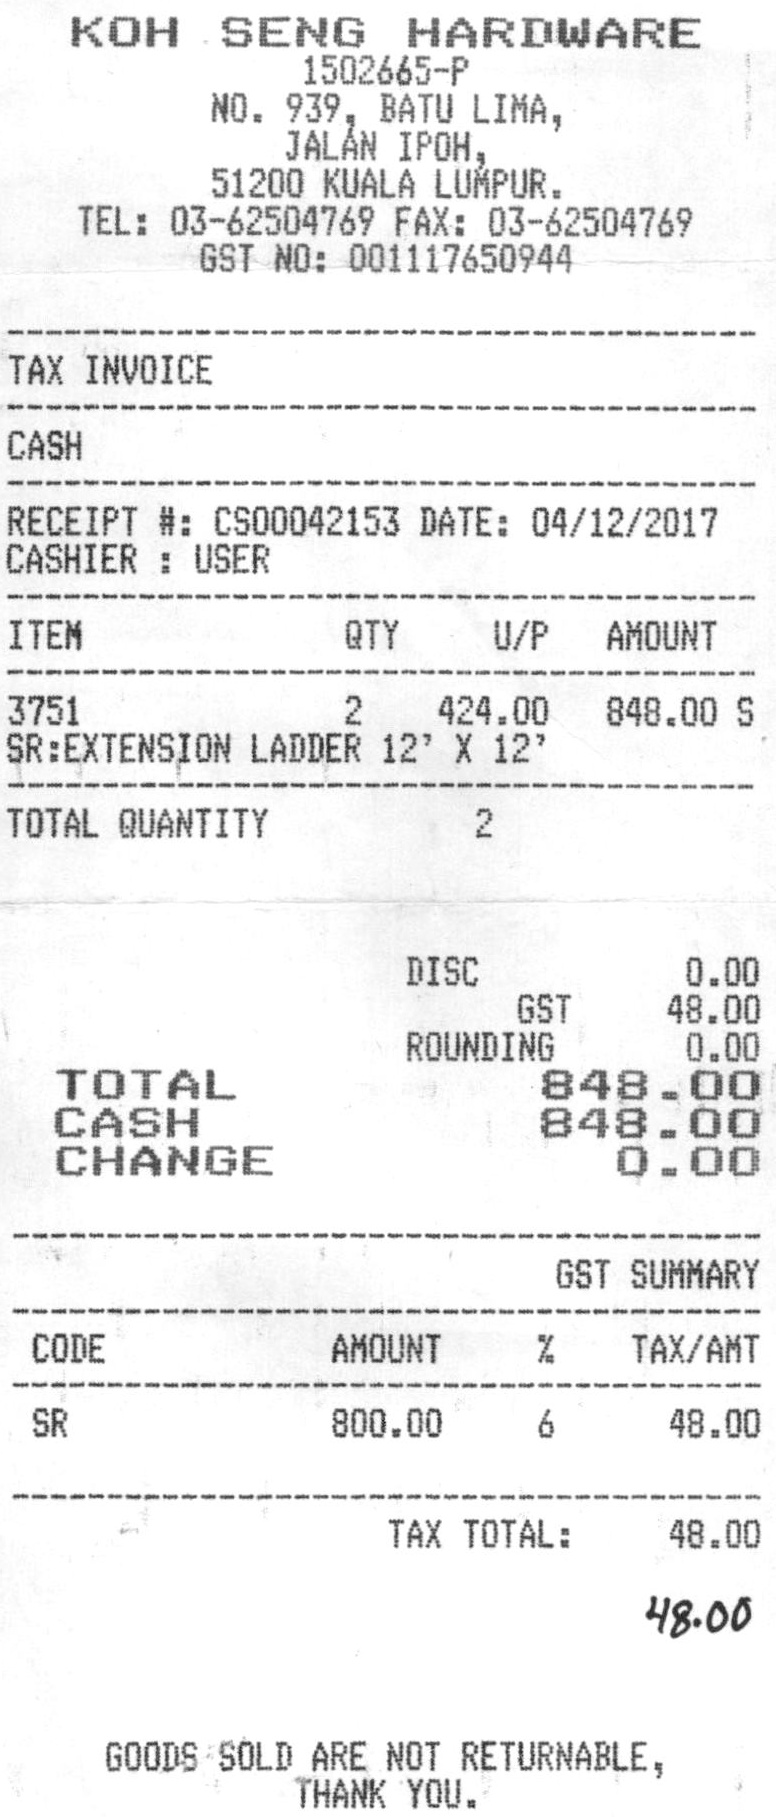 KOH SENG HARDWARE
1502665-P
NO. 939, BATU LIMA,
JALAN IPOH,
51200 KUALA LUMPUR.
TEL: 03-62504769 FAX: 03-62504769
GST NO: 001117650944
TAX INVOICE
CASH
RECEIPT #: CS00042153 DATE: 04/12/2017
CASHIER : USER
ITEM QTY U/P AMOUNT
3751 2 424.00 848.00 S
SR:EXTENSION LADDER 12' X 12'
TOTAL QUANTITY 2
DISC 0.00
GST 48.00
ROUNDING 0.00
TOTAL 848.00
CASH 848.00
CHANGE 0.00
GST SUMMARY
CODE AMOUNT % TAX/AMT
SR 800.00 6 48.00
TAX TOTAL: 48.00
48.00
GOODS SOLD ARE NOT RETURNABLE,
THANK YOU.